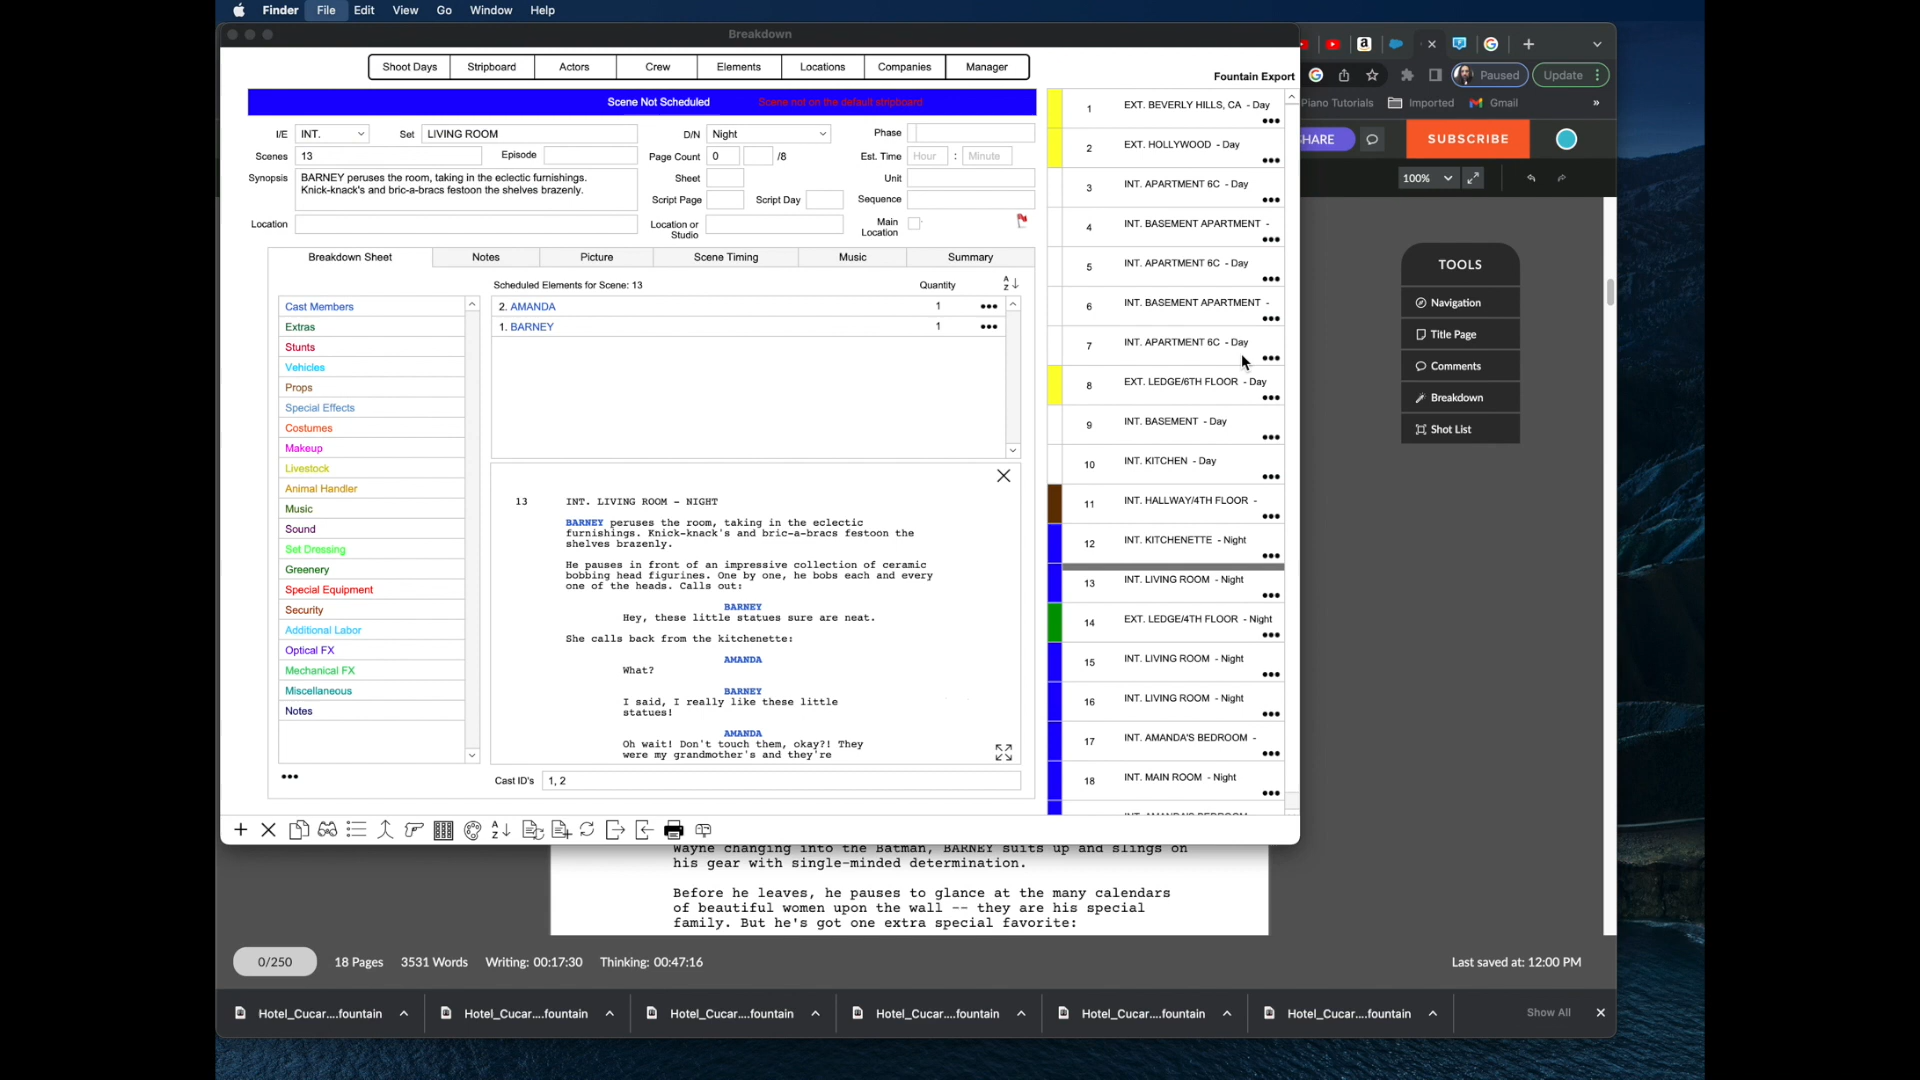 Finder File Edit View Go Window Help
Breakdown
Shoot Days Stripboard Actors Crew Elements Locations Companies Manager
Fountain Export
Paused Update
Piano Tutorials Imported Gmail »
SUBSCRIBE
100%
Scene Not Scheduled Scene not on the default stripboard
I/E INT. Set LIVING ROOM D/N Night Phase
Scenes 13 Episode Page Count 0 /8 Est. Time Hour : Minute
Synopsis BARNEY peruses the room, taking in the eclectic furnishings.
Knick-knack's and bric-a-bracs festoon the shelves brazenly.
Sheet Unit
Script Page Script Day Sequence
Location Location or
Studio
Main
Location
Breakdown Sheet Notes Picture Scene Timing Music Summary
Scheduled Elements for Scene: 13 Quantity
2. AMANDA 1
1. BARNEY 1
Cast Members
Extras
Stunts
Vehicles
Props
Special Effects
Costumes
Makeup
Livestock
Animal Handler
Music
Sound
Set Dressing
Greenery
Special Equipment
Security
Additional Labor
Optical FX
Mechanical FX
Miscellaneous
Notes
13 INT. LIVING ROOM - NIGHT
BARNEY peruses the room, taking in the eclectic
furnishings. Knick-knack's and bric-a-bracs festoon the
shelves brazenly.
He pauses in front of an impressive collection of ceramic
bobbing head figurines. One by one, he bobs each and every
one of the heads. Calls out:
BARNEY
Hey, these little statues sure are neat.
She calls back from the kitchenette:
AMANDA
What?
BARNEY
I said, I really like these little
statues!
AMANDA
Oh wait! Don't touch them, okay?! They
were my grandmother's and they're
Cast ID's 1, 2
1 EXT. BEVERLY HILLS, CA - Day
2 EXT. HOLLYWOOD - Day
3 INT. APARTMENT 6C - Day
4 INT. BASEMENT APARTMENT -
5 INT. APARTMENT 6C - Day
6 INT. BASEMENT APARTMENT -
7 INT. APARTMENT 6C - Day
8 EXT. LEDGE/6TH FLOOR - Day
9 INT. BASEMENT - Day
10 INT. KITCHEN - Day
11 INT. HALLWAY/4TH FLOOR -
12 INT. KITCHENETTE - Night
13 INT. LIVING ROOM - Night
14 EXT. LEDGE/4TH FLOOR - Night
15 INT. LIVING ROOM - Night
16 INT. LIVING ROOM - Night
17 INT. AMANDA'S BEDROOM -
18 INT. MAIN ROOM - Night
TOOLS
Navigation
Title Page
Comments
Breakdown
Shot List
Wayne changing into the Batman, BARNEY suits up and slings on
his gear with single-minded determination.
Before he leaves, he pauses to glance at the many calendars
of beautiful women upon the wall -- they are his special
family. But he's got one extra special favorite:
0/250 18 Pages 3531 Words Writing: 00:17:30 Thinking: 00:47:16 Last saved at: 12:00 PM
Hotel_Cucar....fountain Hotel_Cucar....fountain Hotel_Cucar....fountain Hotel_Cucar....fountain Hotel_Cucar....fountain Hotel_Cucar....fountain Show All